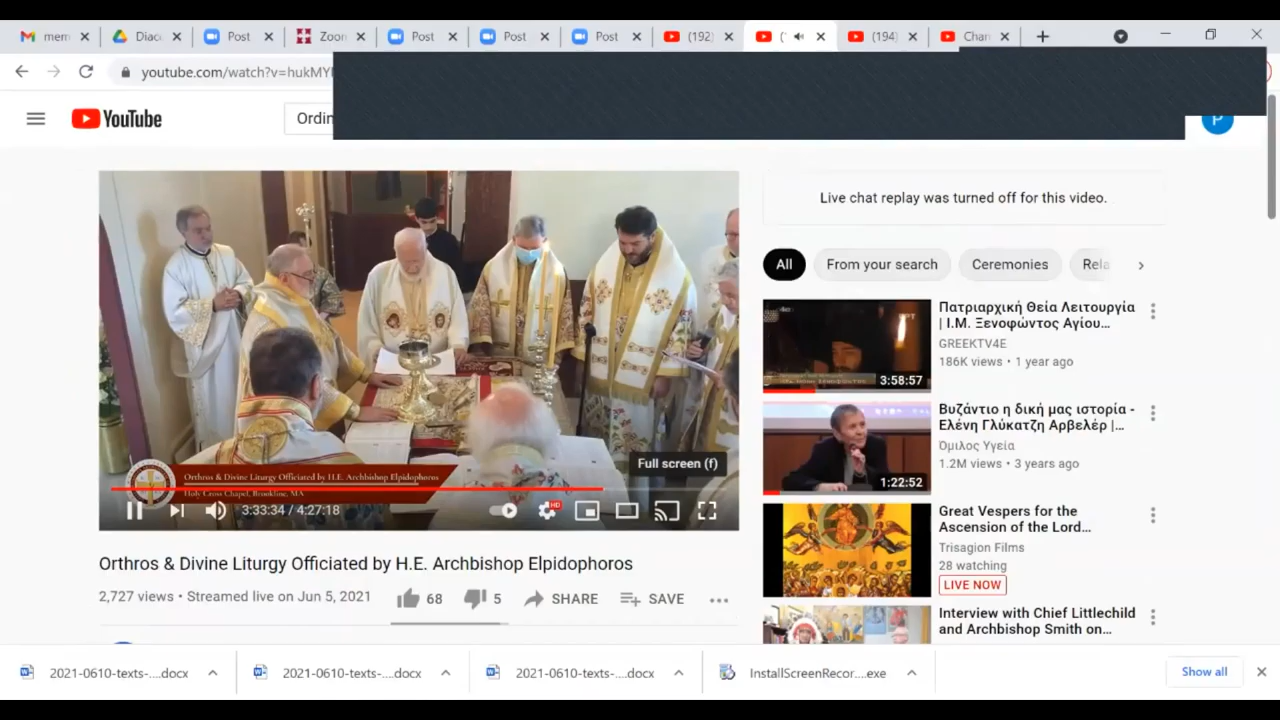 mem
Diac
Post
Zoon
Post
Post
Post
(192)
(194)
Chan
youtube.com/watch?v=hukMY
YouTube
Ordin
P
Live chat replay was turned off for this video.
All
From your search
Ceremonies
Rela
Πατριαρχική Θεία Λειτουργία
| Ι.Μ. Ξενοφώντος Αγίου...
GREEKTV4E
186K views • 1 year ago
3:58:57
Βυζάντιο η δική μας ιστορία -
Ελένη Γλύκατζη Αρβελέρ |...
Όμιλος Υγεία
1.2M views • 3 years ago
1:22:52
Great Vespers for the
Ascension of the Lord...
Trisagion Films
28 watching
LIVE NOW
Interview with Chief Littlechild
and Archbishop Smith on...
Full screen (f)
Orthros & Divine Liturgy Officiated by H.E. Archbishop Elpidophoros
Holy Cross Chapel, Brookline, MA
3:33:34 / 4:27:18
HD
Orthros & Divine Liturgy Officiated by H.E. Archbishop Elpidophoros
2,727 views • Streamed live on Jun 5, 2021
68
5
SHARE
SAVE
2021-0610-texts-....docx
2021-0610-texts-....docx
2021-0610-texts-....docx
InstallScreenRecor....exe
Show all